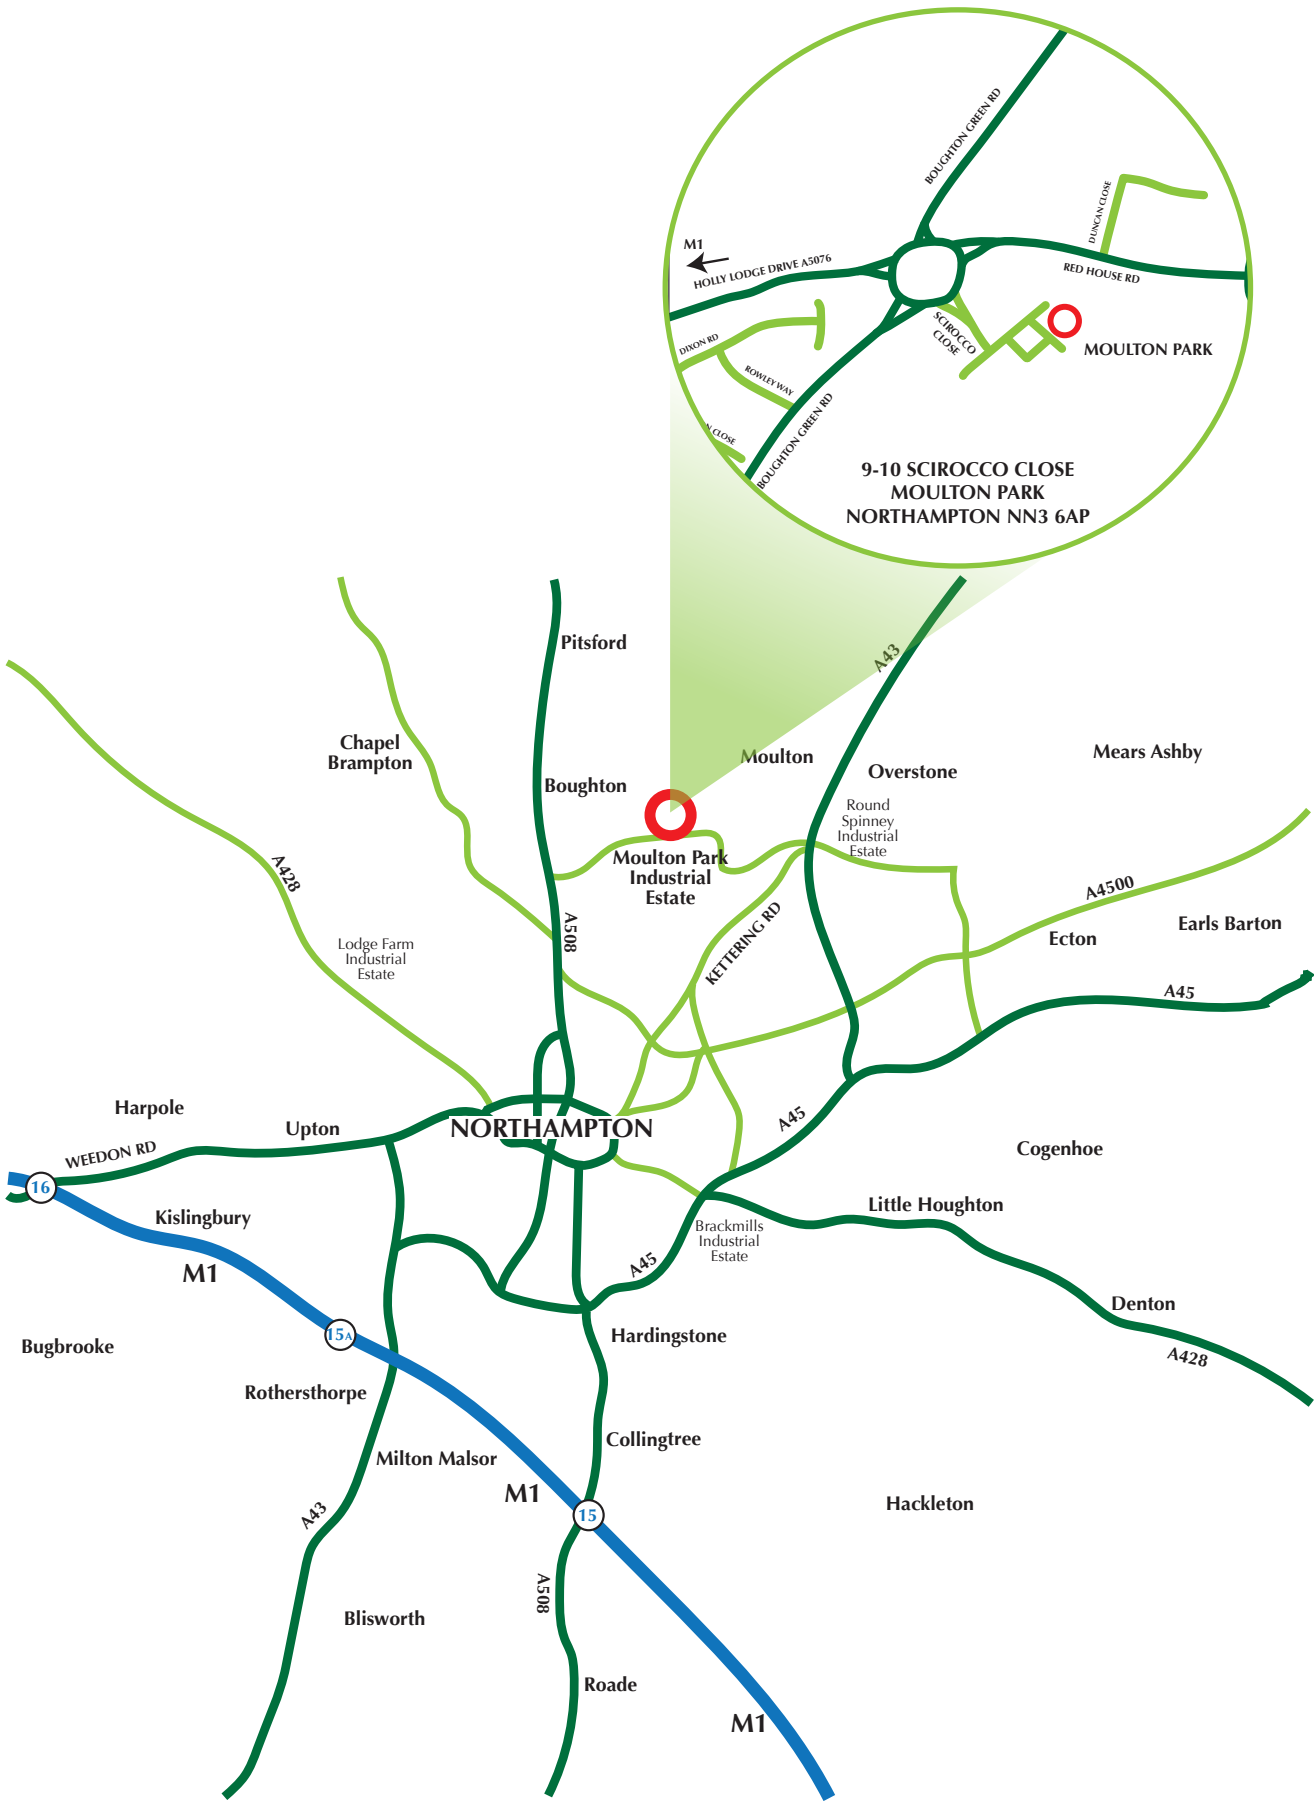 BOUGHTON GREEN RD
DUNCAN CLOSE
M1
HOLLY LODGE DRIVE A5076
RED HOUSE RD
SCIROCCO
CLOSE
MOULTON PARK
DIXON RD
ROWLEY WAY
N CLOSE
BOUGHTON GREEN RD
9-10 SCIROCCO CLOSE
MOULTON PARK
NORTHAMPTON NN3 6AP
Pitsford
A43
Chapel
Brampton
Moulton
Overstone
Mears Ashby
Boughton
Round
Spinney
Industrial
Estate
Moulton Park
Industrial
Estate
A428
A4500
A508
KETTERING RD
Earls Barton
Ecton
Lodge Farm
Industrial
Estate
A45
Harpole
Upton
NORTHAMPTON
A45
WEEDON RD
Cogenhoe
16
Kislingbury
Little Houghton
Brackmills
Industrial
Estate
M1
A45
Denton
15A
Hardingstone
Bugbrooke
A428
Rothersthorpe
Collingtree
Milton Malsor
M1
Hackleton
A43
15
A508
Blisworth
Roade
M1